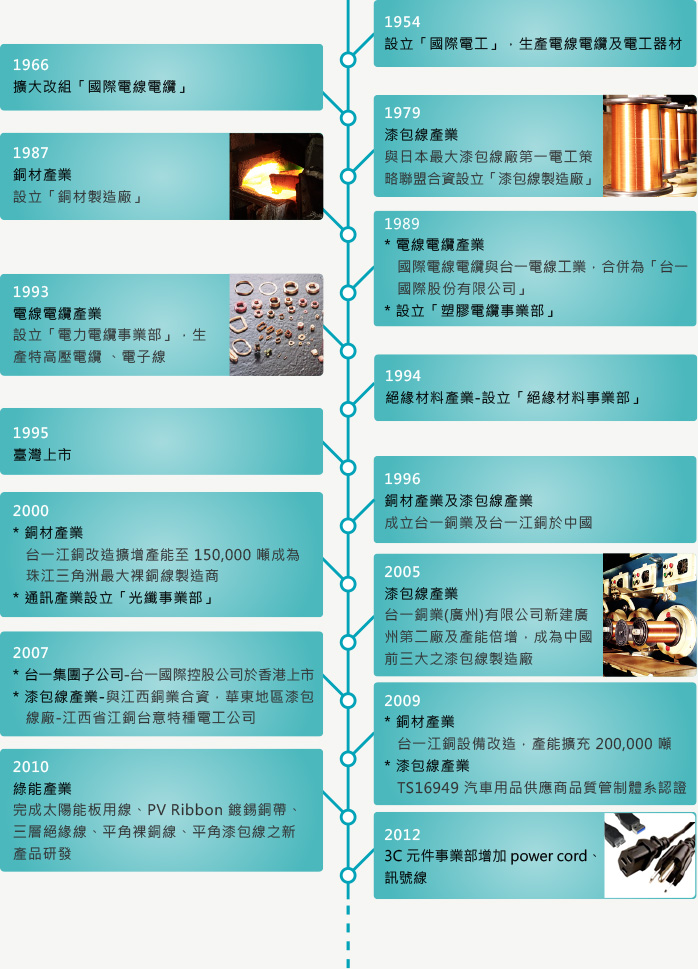 1954
設立「國際電工」，生產電線電纜及電工器材
1966
擴大改組「國際電線電纜」
1979
漆包線產業
與日本最大漆包線廠第一電工策
略聯盟合資設立「漆包線製造廠」
1987
銅材產業
設立「銅材製造廠」
1989
* 電線電纜產業
國際電線電纜與台一電線工業，合併為「台一
國際股份有限公司」
* 設立「塑膠電纜事業部」
1993
電線電纜產業
設立「電力電纜事業部」，生
產特高壓電纜、電子線
1994
絕緣材料產業-設立「絕緣材料事業部」
1995
臺灣上市
1996
銅材產業及漆包線產業
成立台一銅業及台一江銅於中國
2000
* 銅材產業
台一江銅改造擴增產能至 150,000 噸成為
珠江三角洲最大裸銅線製造商
* 通訊產業設立「光纖事業部」
2005
漆包線產業
台一銅業(廣州)有限公司新建廣
州第二廠及產能倍增，成為中國
前三大之漆包線製造廠
2007
* 台一集團子公司-台一國際控股公司於香港上市
* 漆包線產業-與江西銅業合資，華東地區漆包
線廠-江西省江銅台意特種電工公司
2009
* 銅材產業
台一江銅設備改造，產能擴充 200,000 噸
* 漆包線產業
TS16949 汽車用品供應商品質管制體系認證
2010
綠能產業
完成太陽能板用線、PV Ribbon 鍍錫銅帶、
三層絕緣線、平角裸銅線、平角漆包線之新
產品研發
2012
3C 元件事業部增加 power cord、
訊號線